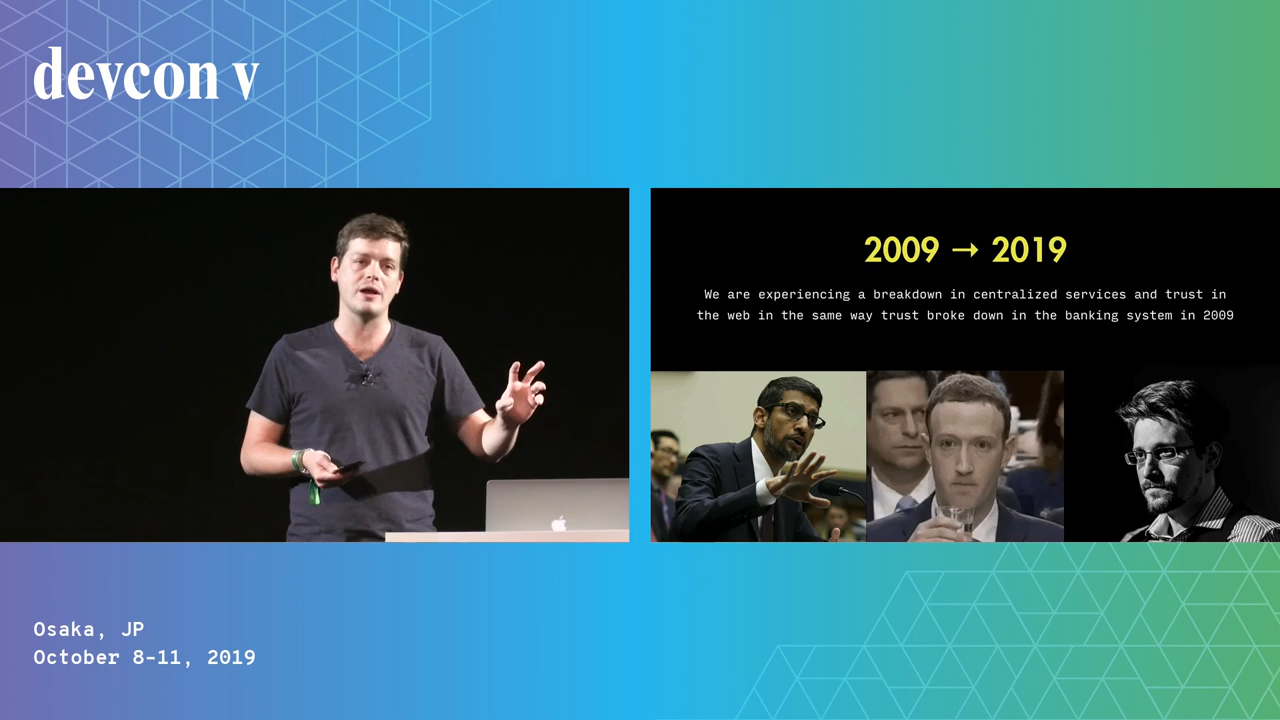 devcon v
2009 → 2019
We are experiencing a breakdown in centralized services and trust in
the web in the same way trust broke down in the banking system in 2009
Osaka, JP
October 8-11, 2019